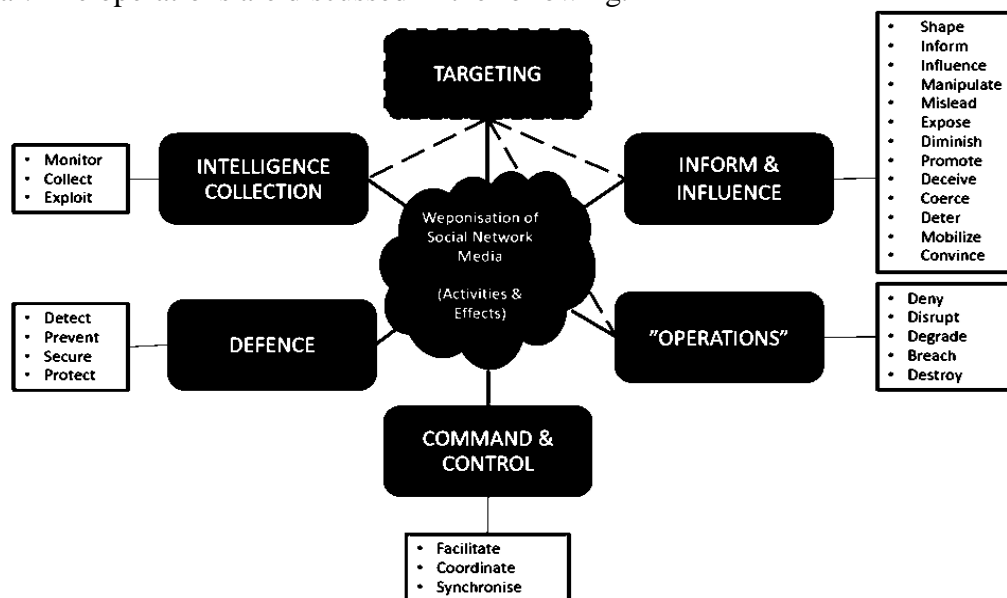 TARGETING
INTELLIGENCE
COLLECTION
• Monitor
• Collect
• Exploit
INFORM &
INFLUENCE
• Shape
• Inform
• Influence
• Manipulate
• Mislead
• Expose
• Diminish
• Promote
• Deceive
• Coerce
• Deter
• Mobilize
• Convince
Weponisation of
Social Network
Media
(Activities &
Effects)
DEFENCE
• Detect
• Prevent
• Secure
• Protect
"OPERATIONS"
• Deny
• Disrupt
• Degrade
• Breach
• Destroy
COMMAND &
CONTROL
• Facilitate
• Coordinate
• Synchronise